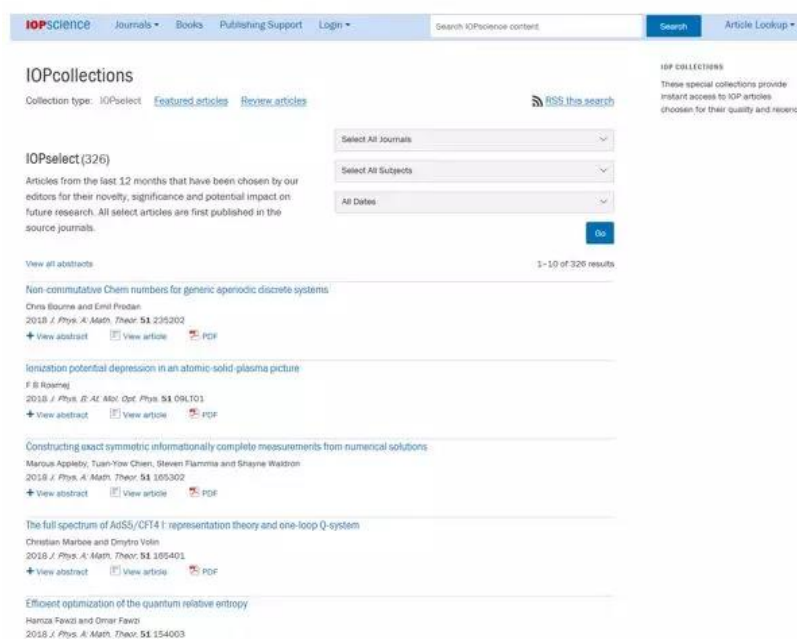 IOPSCIENCE Journals Books Publishing Support Login Search IOPscience content Search Article Lookup
IOPcollections
Collection type: IOPselect Featured articles Review articles
RSS this search
IOP COLLECTIONS
These special collections provide
instant access to IOP articles
choosen for their quality and recenc
IOPselect (326)
Articles from the last 12 months that have been chosen by our
editors for their novelty, significance and potential impact on
future research. All select articles are first published in the
source journals.
Select All Journals
Select All Subjects
All Dates
Go
View all abstracts
1–10 of 326 results
Non-commutative Chern numbers for generic aperiodic discrete systems
Chris Bourne and Emil Prodan
2018 J. Phys. A: Math. Theor. 51 235202
+ View abstract View article PDF
Ionization potential depression in an atomic-solid-plasma picture
F B Rosmej
2018 J. Phys. B: At. Mol. Opt. Phys. 51 09LT01
+ View abstract View article PDF
Constructing exact symmetric informationally complete measurements from numerical solutions
Marcus Appleby, Tuan-Yow Chien, Steven Flammia and Shayne Waldron
2018 J. Phys. A: Math. Theor. 51 165302
+ View abstract View article PDF
The full spectrum of AdS5/CFT4 I: representation theory and one-loop Q-system
Christian Marboe and Dmytro Volin
2018 J. Phys. A: Math. Theor. 51 165401
+ View abstract View article PDF
Efficient optimization of the quantum relative entropy
Hamza Fawzi and Omar Fawzi
2018 J. Phys. A: Math. Theor. 51 154003